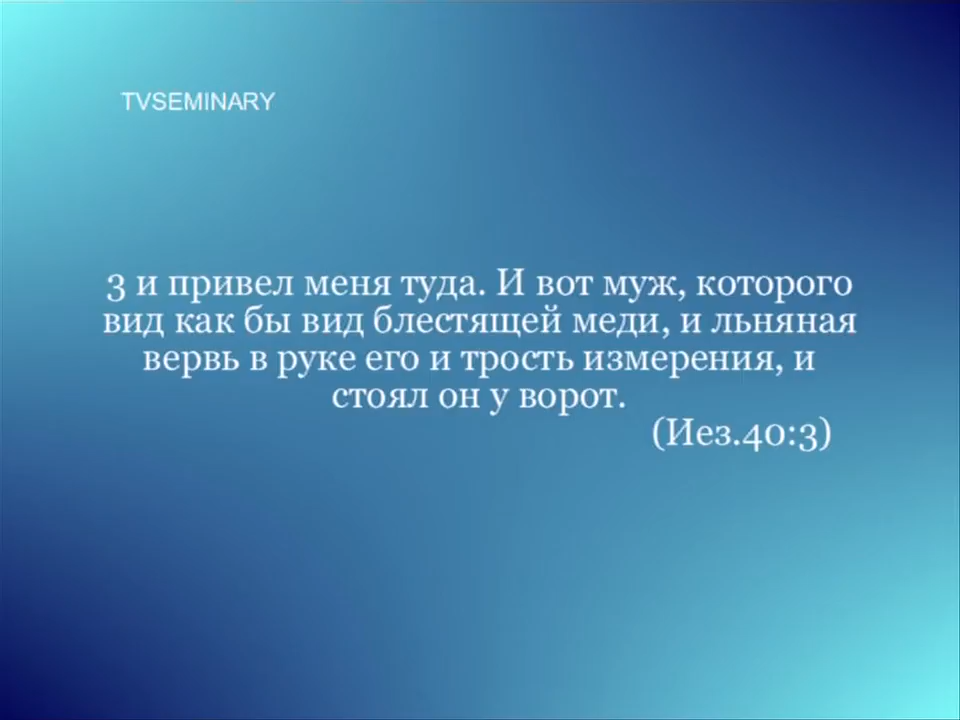 TVSEMINARY
3 и привел меня туда. И вот муж, которого
вид как бы вид блестящей меди, и льняная
вервь в руке его и трость измерения, и
стоял он у ворот.
(Иез.40:3)